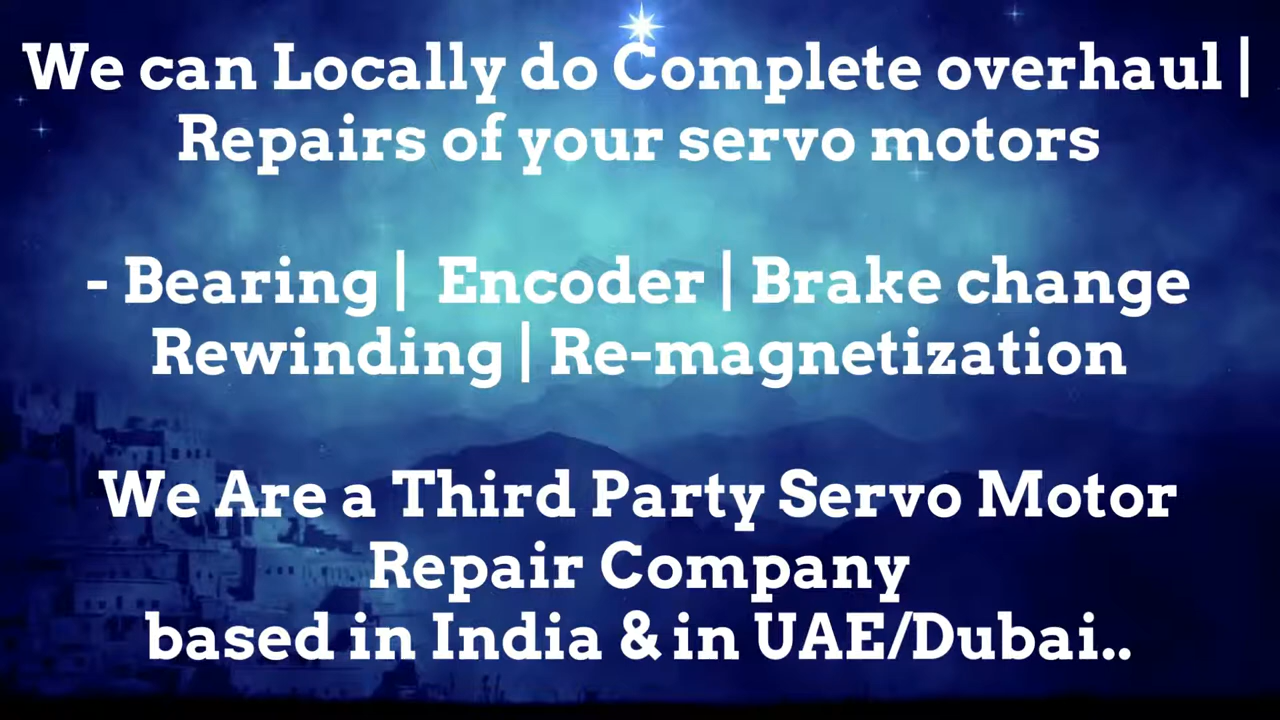 We can Locally do Complete overhaul |
Repairs of your servo motors
- Bearing | Encoder | Brake change
Rewinding | Re-magnetization
We Are a Third Party Servo Motor
Repair Company
based in India & in UAE/Dubai..